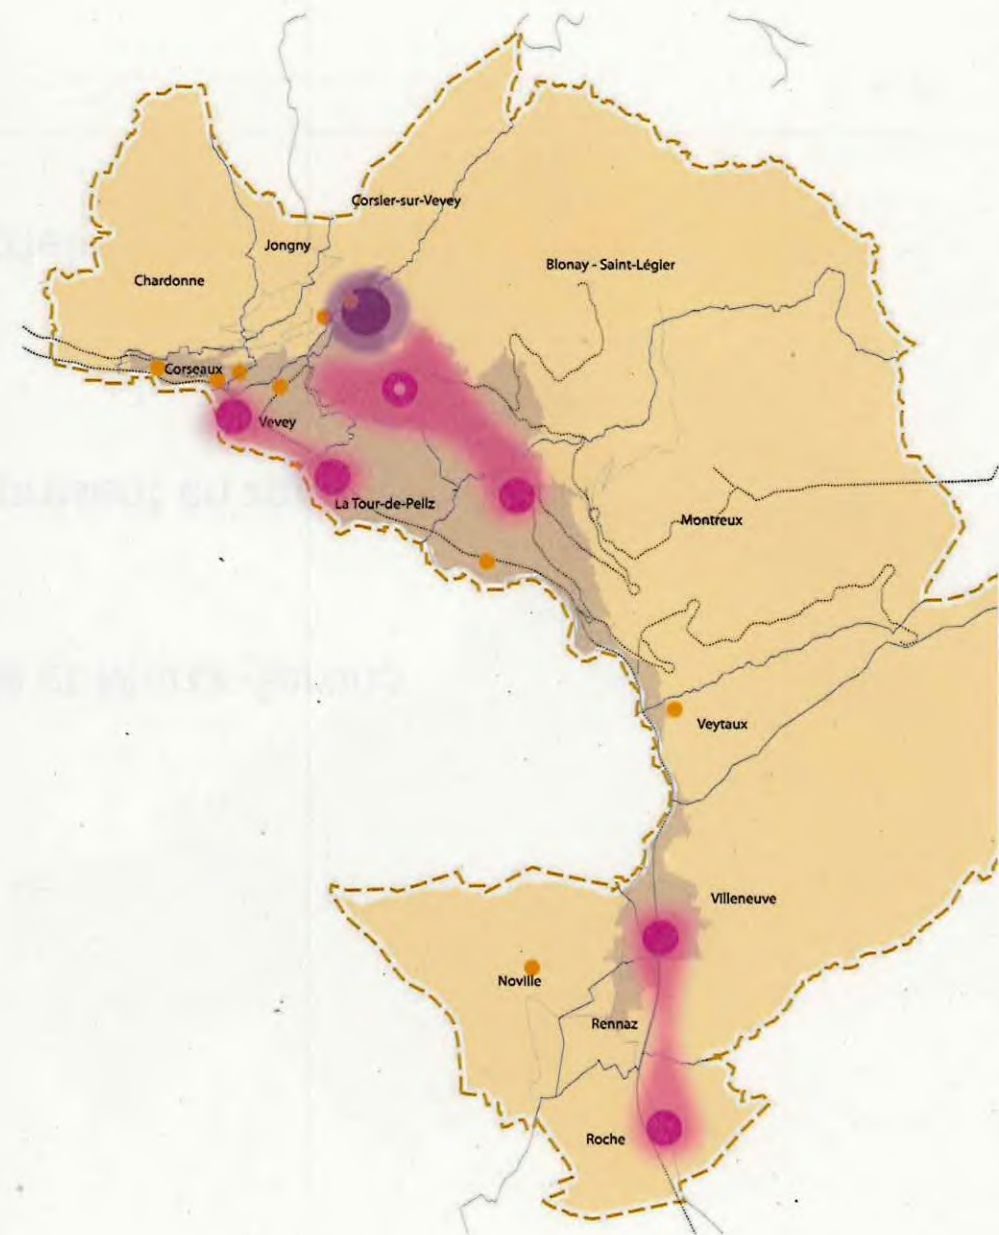 Corsier-sur-Vevey
Jongny
Blonay - Saint-Légier
Chardonne
Corseaux
Vevey
La Tour-de-Peilz
Montreux
Veytaux
Villeneuve
Noville
Rennaz
Roche